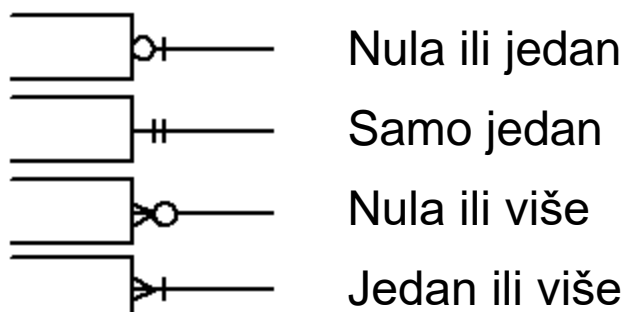 Nula ili jedan
Samo jedan
Nula ili više
Jedan ili više